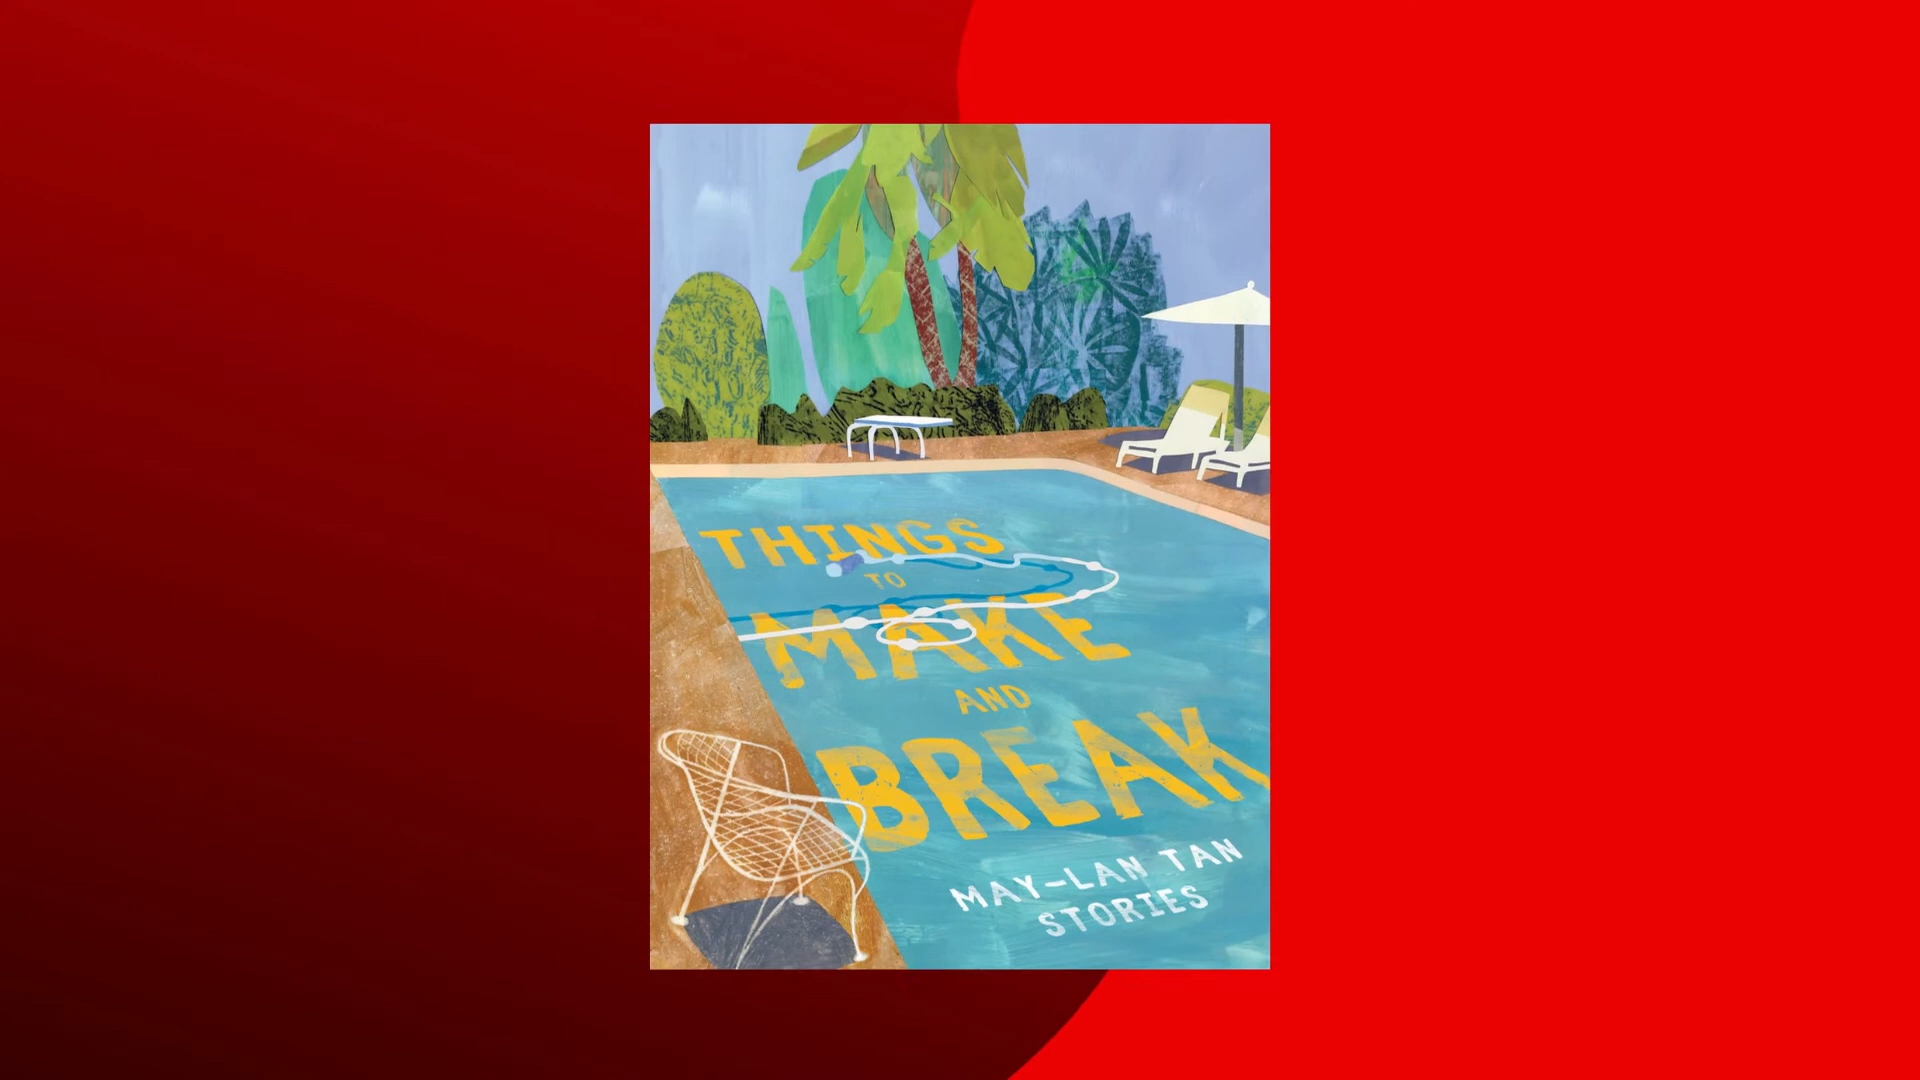 THINGS
TO
MAKE
AND
BREAK
MAY-LAN TAN
STORIES